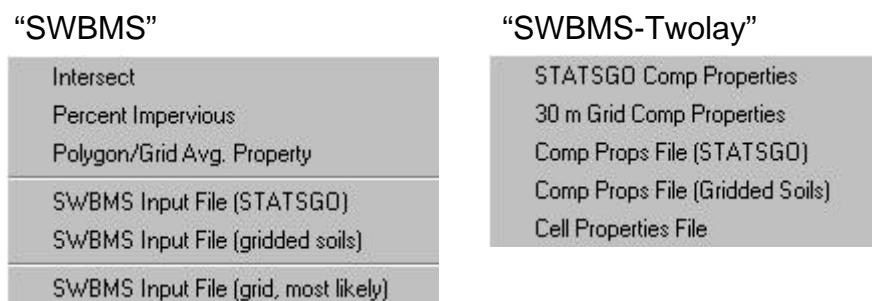 “SWBMS”
Intersect
Percent Impervious
Polygon/Grid Avg. Property
SWBMS Input File (STATSGO)
SWBMS Input File (gridded soils)
SWBMS Input File (grid, most likely)
“SWBMS-Twolay”
STATSGO Comp Properties
30 m Grid Comp Properties
Comp Props File (STATSGO)
Comp Props File (Gridded Soils)
Cell Properties File